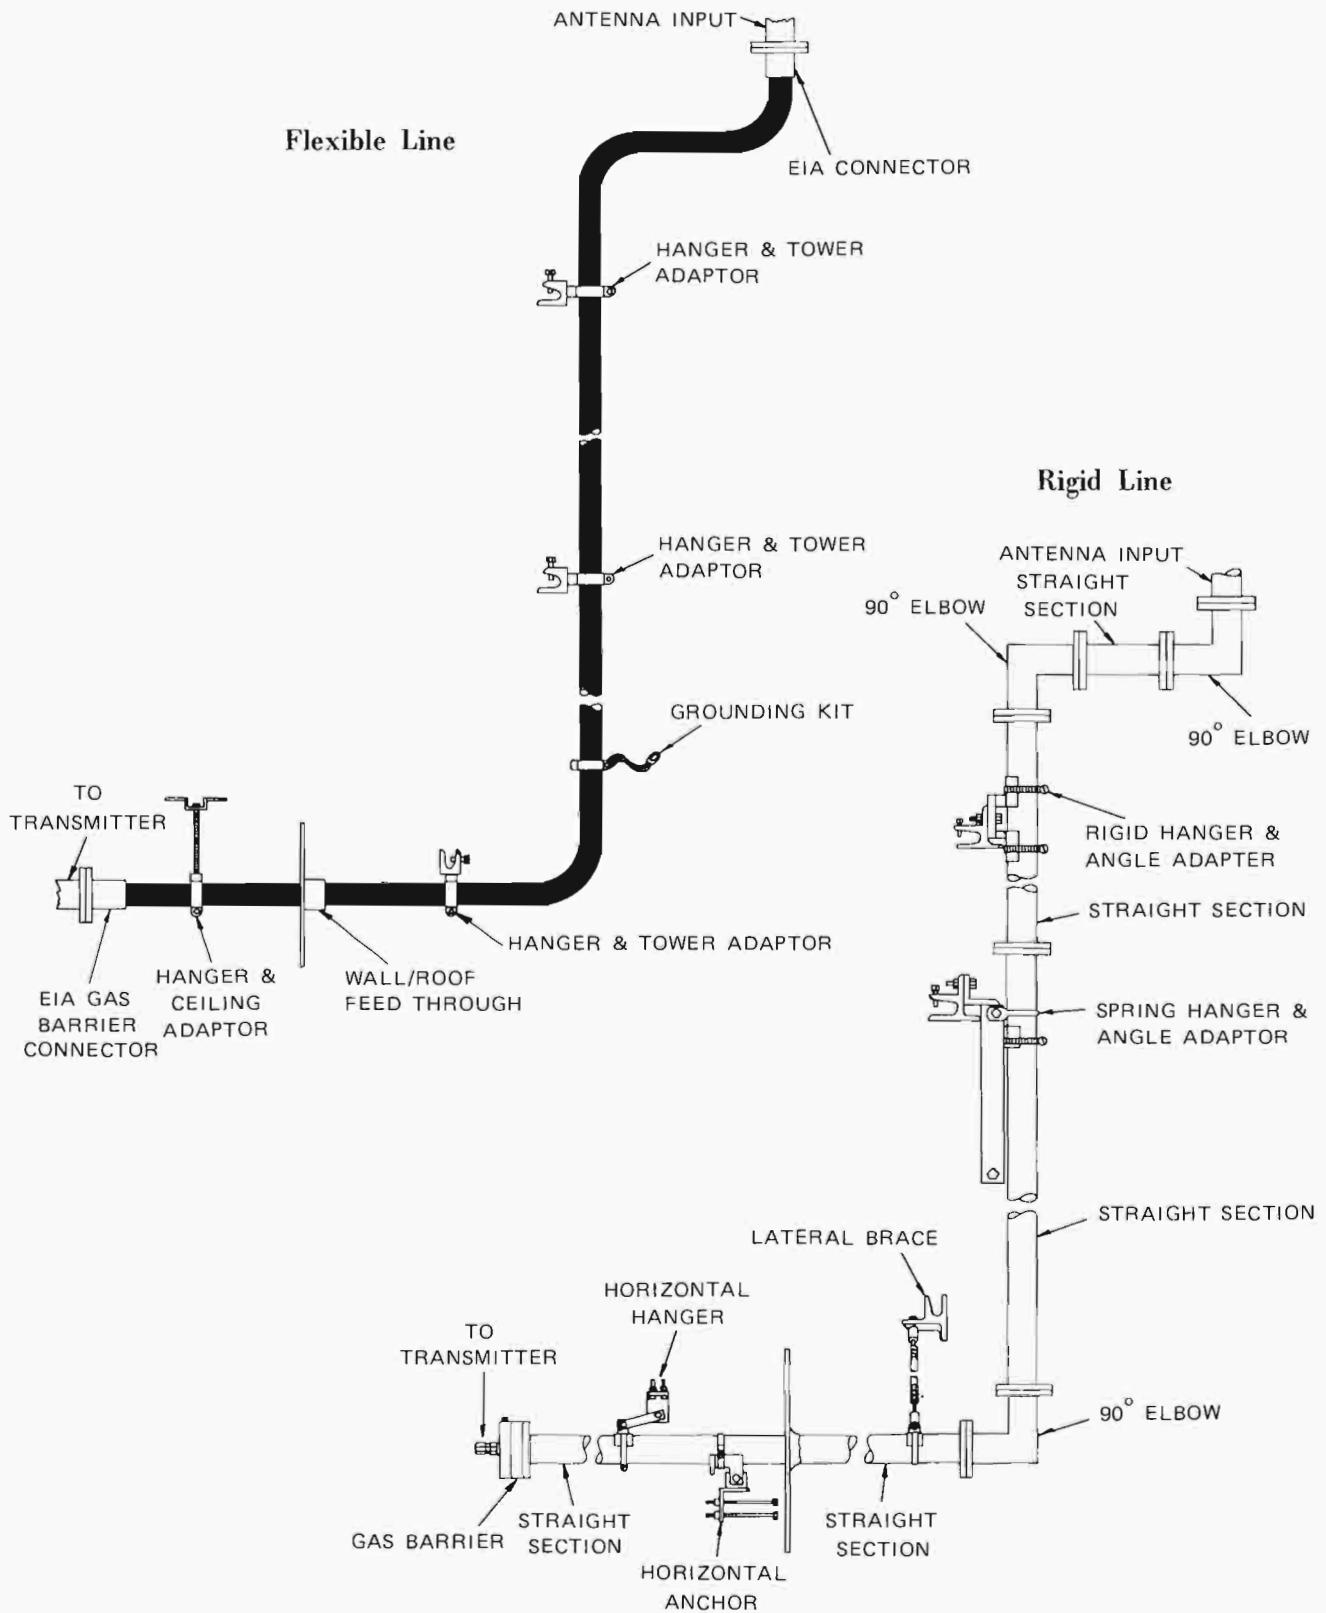 ANTENNA INPUT
Flexible Line
EIA CONNECTOR
HANGER & TOWER
ADAPTOR
HANGER & TOWER
ADAPTOR
GROUNDING KIT
TO
TRANSMITTER
HANGER & TOWER ADAPTOR
WALL/ROOF
FEED THROUGH
HANGER &
CEILING
ADAPTOR
EIA GAS
BARRIER
CONNECTOR
Rigid Line
ANTENNA INPUT
STRAIGHT
SECTION
90° ELBOW
90° ELBOW
RIGID HANGER &
ANGLE ADAPTER
STRAIGHT SECTION
SPRING HANGER &
ANGLE ADAPTOR
STRAIGHT SECTION
LATERAL BRACE
HORIZONTAL
HANGER
TO
TRANSMITTER
90° ELBOW
GAS BARRIER
STRAIGHT
SECTION
HORIZONTAL
ANCHOR
STRAIGHT
SECTION